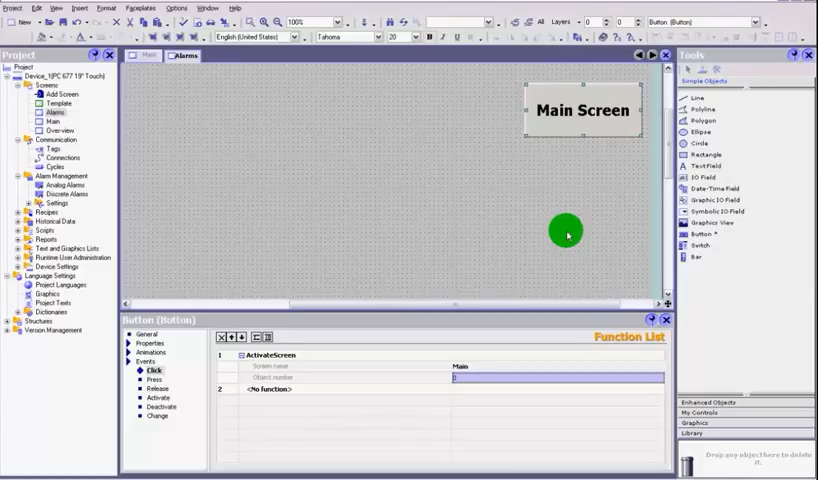 Project Edit View Insert Format Faceplates Options Window Help
New 100% Layers 0 0 Button (Button)
English (United States) Tahoma 20 B I U
Project
Project
Device_1(PC 677 19" Touch)
Screens
Add Screen
Template
Alarms
Main
Over-view
Communication
Tags
Connections
Cycles
Alarm Management
Analog Alarms
Discrete Alarms
Settings
Recipes
Historical Data
Scripts
Reports
Text and Graphics Lists
Runtime User Administration
Device Settings
Language Settings
Project Languages
Graphics
Project Texts
Dictionaries
Structures
Version Management
Main Alarms
Main Screen
Button (Button)
General
Properties
Animations
Events
Click
Press
Release
Activate
Deactivate
Change
Function List
1 ActivateScreen
Screen name Main
Object number 0
2 <No function>
Tools
Simple Objects
Line
Polyline
Polygon
Ellipse
Circle
Rectangle
Text Field
IO Field
Date-Time Field
Graphic IO Field
Symbolic IO Field
Graphics View
Button
Switch
Bar
Enhanced Objects
My Controls
Graphics
Library
Drop any object here to delete
it.